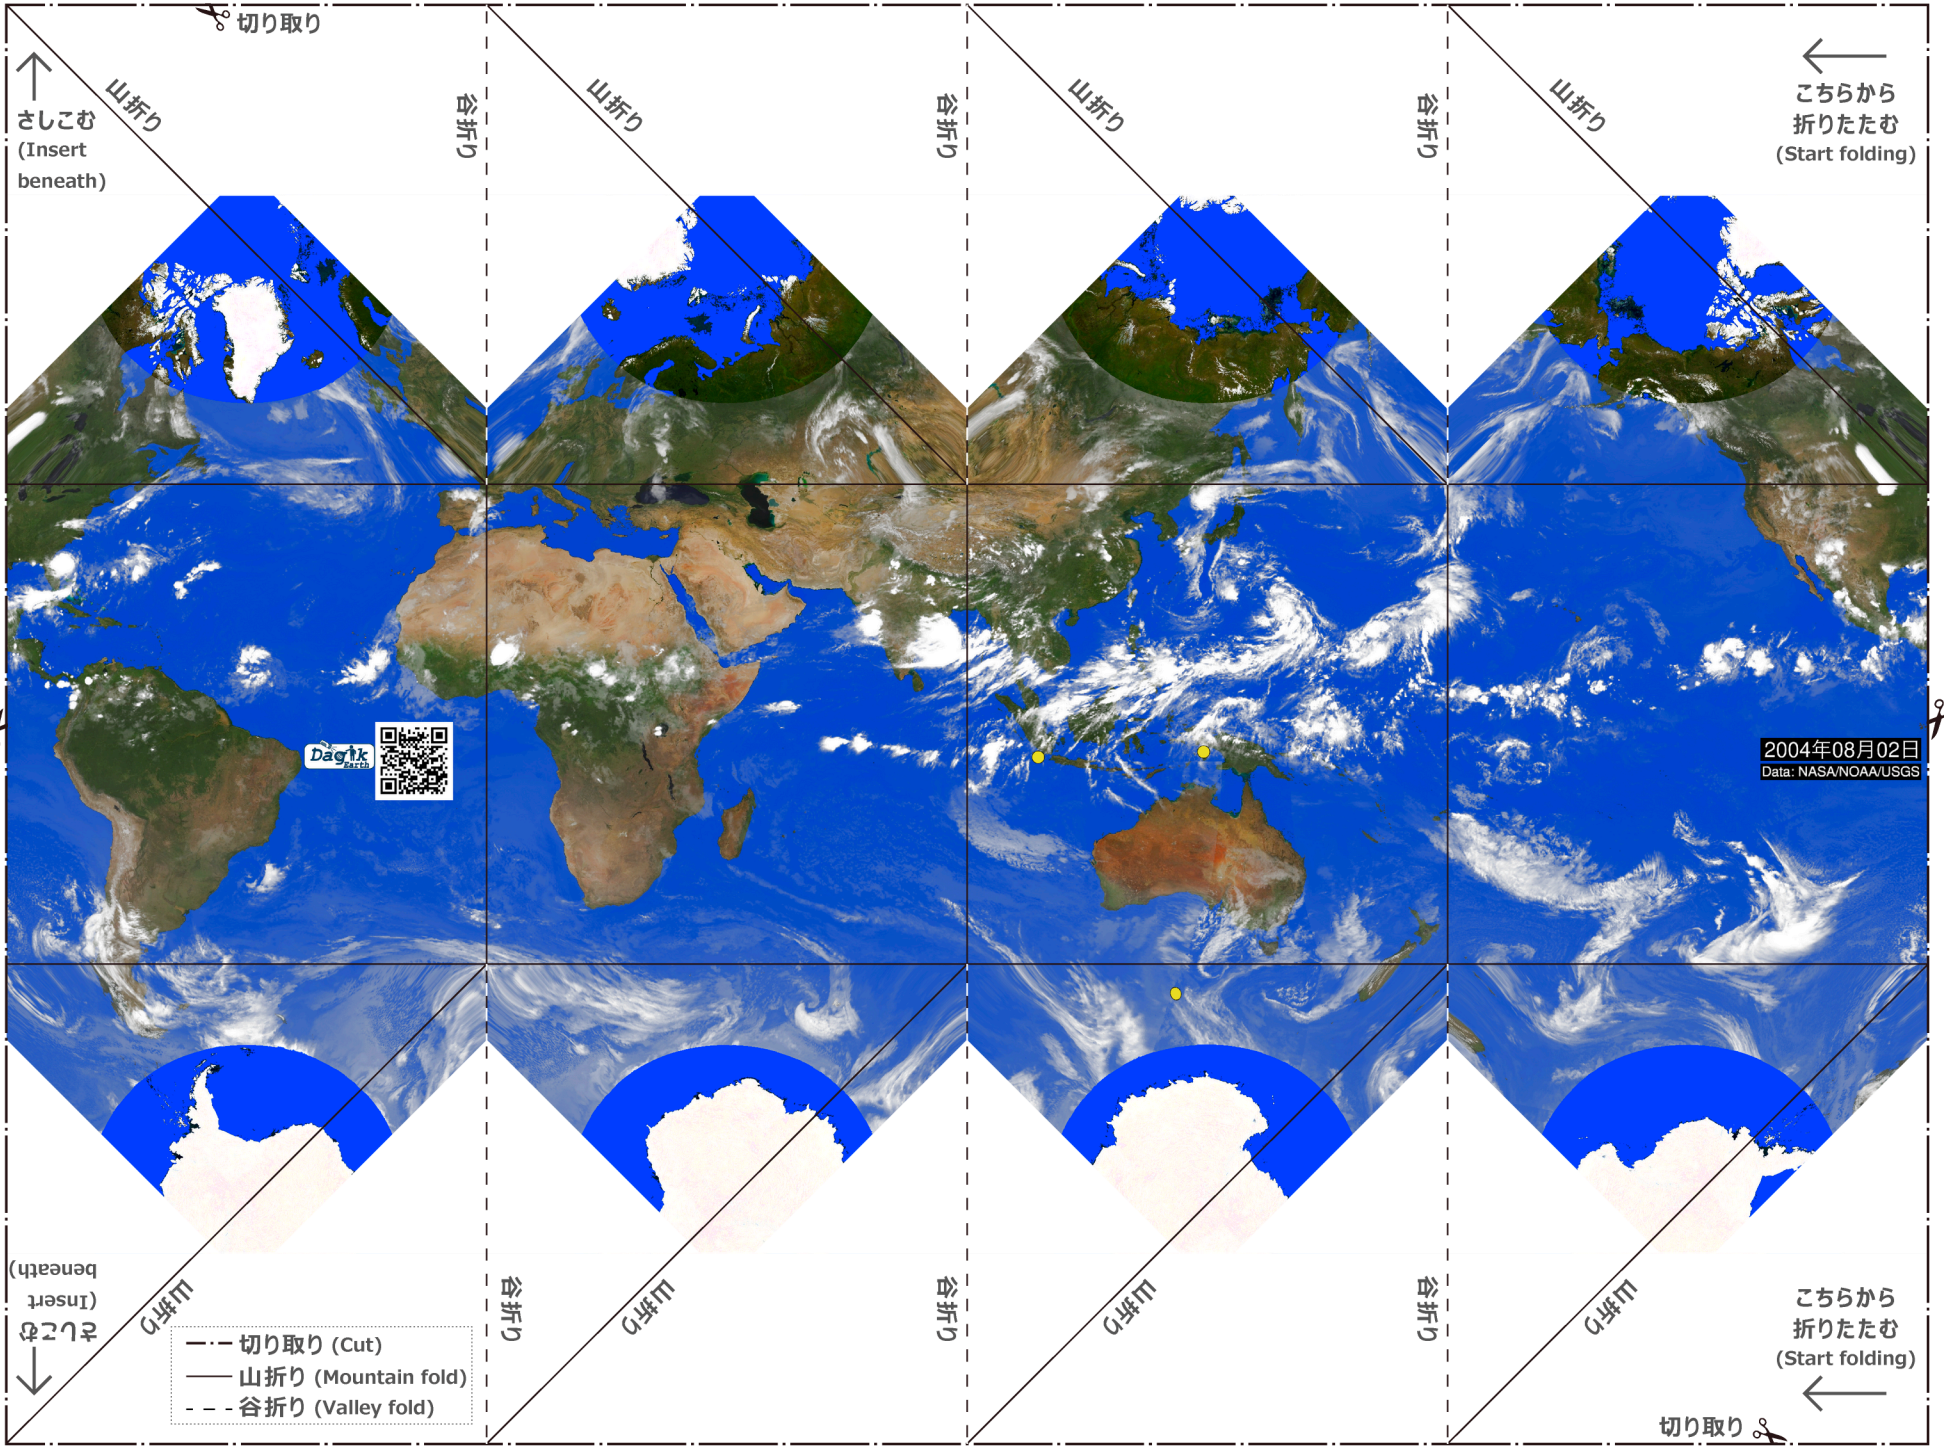 切り取り
山折り
谷折り
山折り
谷折り
山折り
谷折り
山折り
さしこむ
(Insert
beneath)
こちらから
折りたたむ
(Start folding)
Dagik
Earth
2004年08月02日
Data: NASA/NOAA/USGS
さしこむ
(Insert
beneath)
山折り
谷折り
山折り
谷折り
山折り
谷折り
山折り
こちらから
折りたたむ
(Start folding)
切り取り (Cut)
山折り (Mountain fold)
谷折り (Valley fold)
切り取り